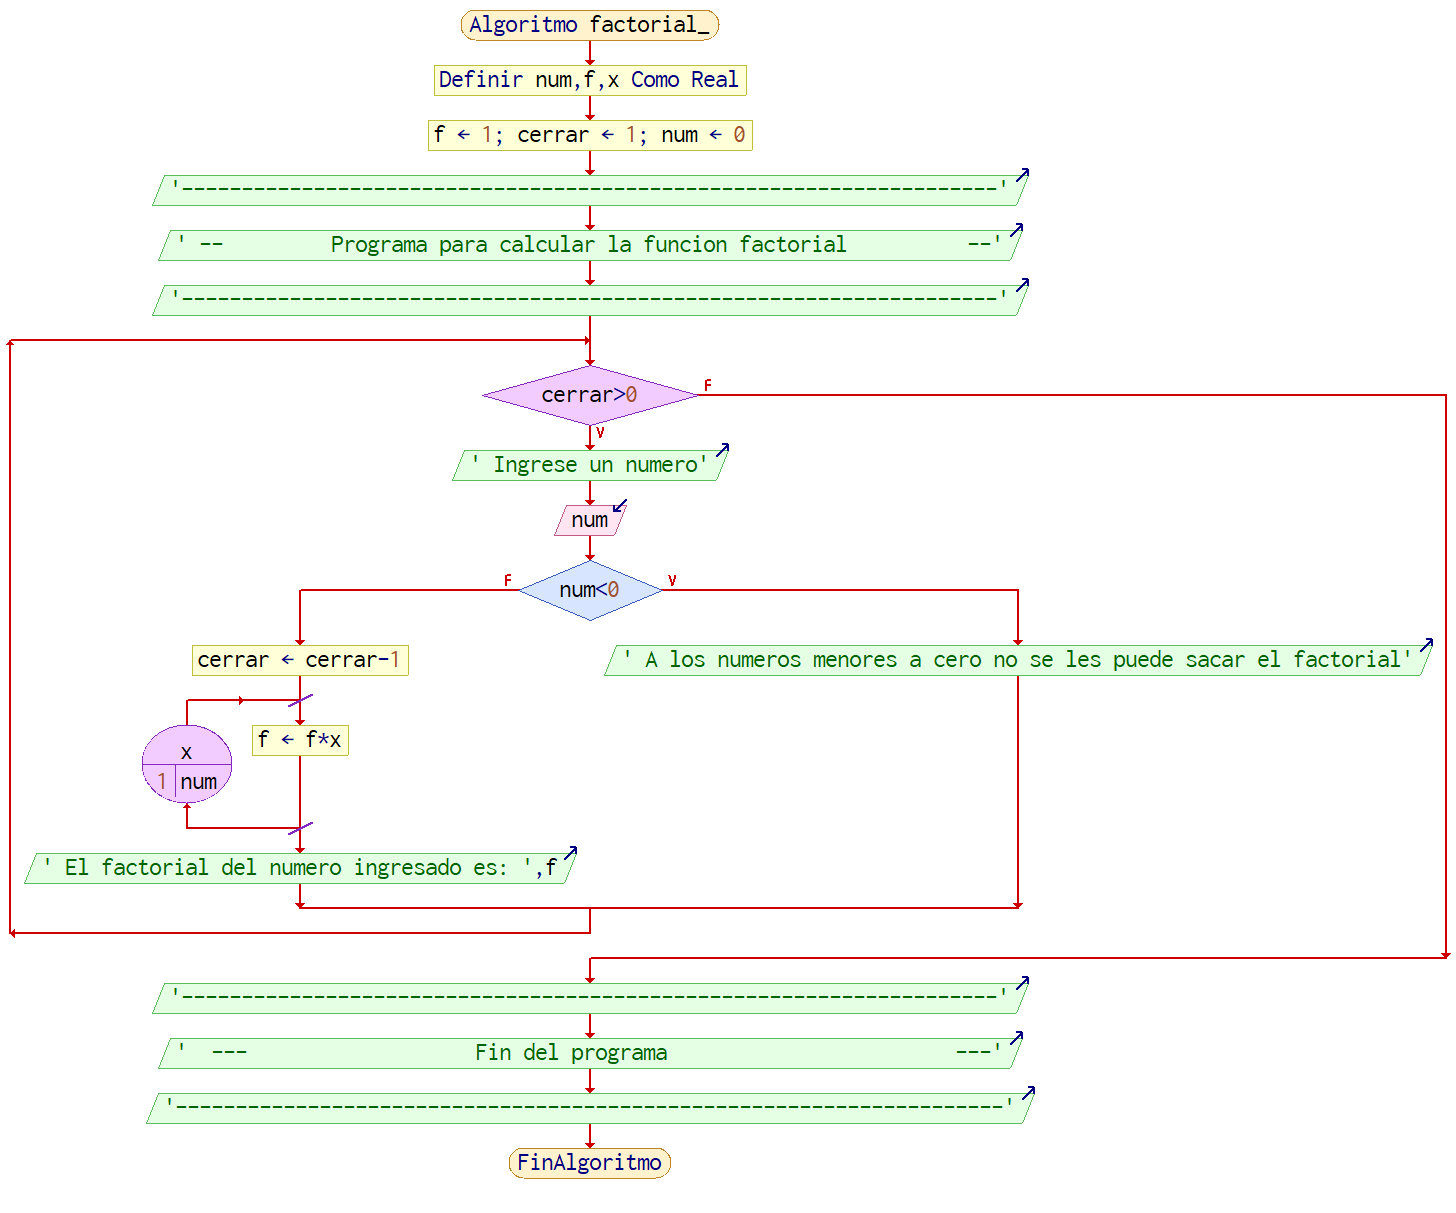 Algoritmo factorial_
Definir num,f,x Como Real
f ← 1; cerrar ← 1; num ← 0
'--------------------------------------------------------------------'
' --         Programa para calcular la funcion factorial          --'
'--------------------------------------------------------------------'
cerrar>0
F
V
' Ingrese un numero'
num
num<0
F
V
cerrar ← cerrar-1
' A los numeros menores a cero no se les puede sacar el factorial'
f ← f*x
x
1 num
' El factorial del numero ingresado es: ',f
'--------------------------------------------------------------------'
'  ---                   Fin del programa                        ---'
'---------------------------------------------------------------------'
FinAlgoritmo